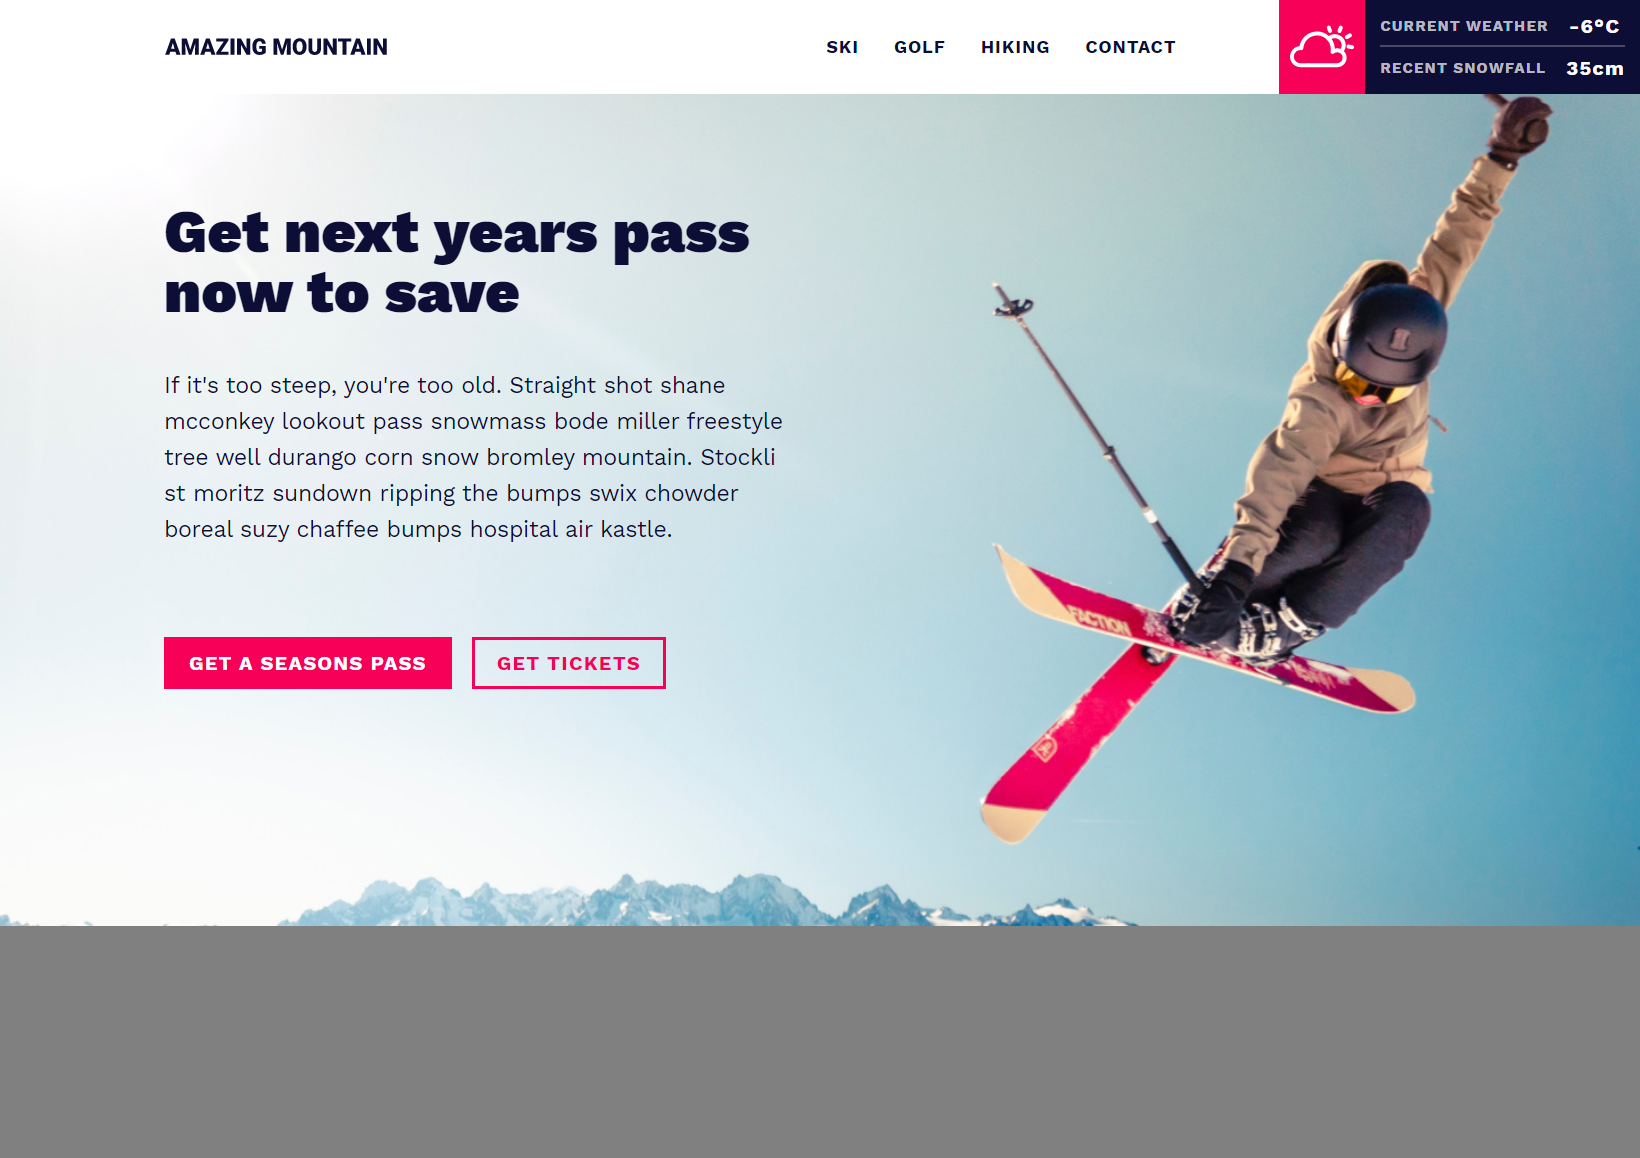 AMAZING MOUNTAIN
SKI GOLF HIKING CONTACT
CURRENT WEATHER -6°C
RECENT SNOWFALL 35cm
Get next years pass
now to save
If it's too steep, you're too old. Straight shot shane
mcconkey lookout pass snowmass bode miller freestyle
tree well durango corn snow bromley mountain. Stockli
st moritz sundown ripping the bumps swix chowder
boreal suzy chaffee bumps hospital air kastle.
GET A SEASONS PASS GET TICKETS
FACTION